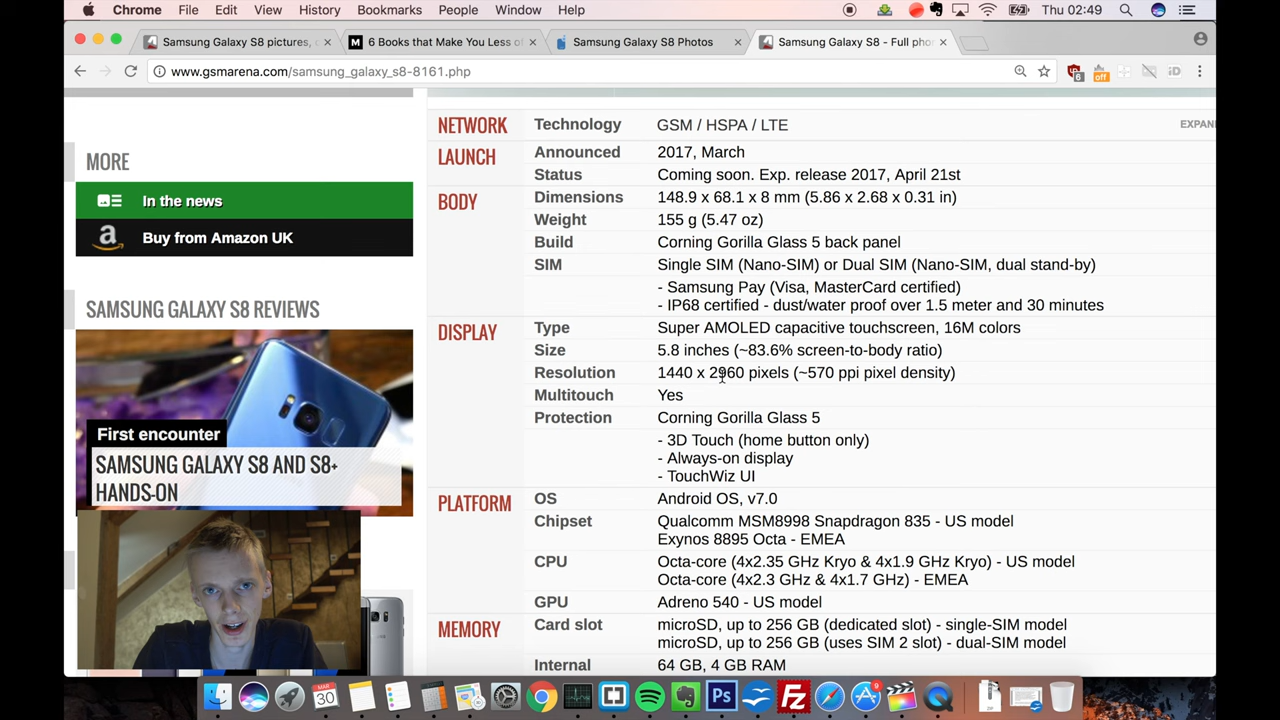 Chrome File Edit View History Bookmarks People Window Help Thu 02:49
Samsung Galaxy S8 pictures, 6 Books that Make You Less of Samsung Galaxy S8 Photos Samsung Galaxy S8 - Full pho
www.gsmarena.com/samsung_galaxy_s8-8161.php
6 off iD
MORE
In the news
a Buy from Amazon UK
SAMSUNG GALAXY S8 REVIEWS
First encounter
SAMSUNG GALAXY S8 AND S8+
HANDS-ON
NETWORK Technology GSM / HSPA / LTE EXPAN
LAUNCH Announced 2017, March
Status Coming soon. Exp. release 2017, April 21st
BODY Dimensions 148.9 x 68.1 x 8 mm (5.86 x 2.68 x 0.31 in)
Weight 155 g (5.47 oz)
Build Corning Gorilla Glass 5 back panel
SIM Single SIM (Nano-SIM) or Dual SIM (Nano-SIM, dual stand-by)
- Samsung Pay (Visa, MasterCard certified)
- IP68 certified - dust/water proof over 1.5 meter and 30 minutes
DISPLAY Type Super AMOLED capacitive touchscreen, 16M colors
Size 5.8 inches (~83.6% screen-to-body ratio)
Resolution 1440 x 2960 pixels (~570 ppi pixel density)
Multitouch Yes
Protection Corning Gorilla Glass 5
- 3D Touch (home button only)
- Always-on display
- TouchWiz UI
PLATFORM OS Android OS, v7.0
Chipset Qualcomm MSM8998 Snapdragon 835 - US model
Exynos 8895 Octa - EMEA
CPU Octa-core (4x2.35 GHz Kryo & 4x1.9 GHz Kryo) - US model
Octa-core (4x2.3 GHz & 4x1.7 GHz) - EMEA
GPU Adreno 540 - US model
MEMORY Card slot microSD, up to 256 GB (dedicated slot) - single-SIM model
microSD, up to 256 GB (uses SIM 2 slot) - dual-SIM model
Internal 64 GB, 4 GB RAM
MAR
30 Ps Fz 9